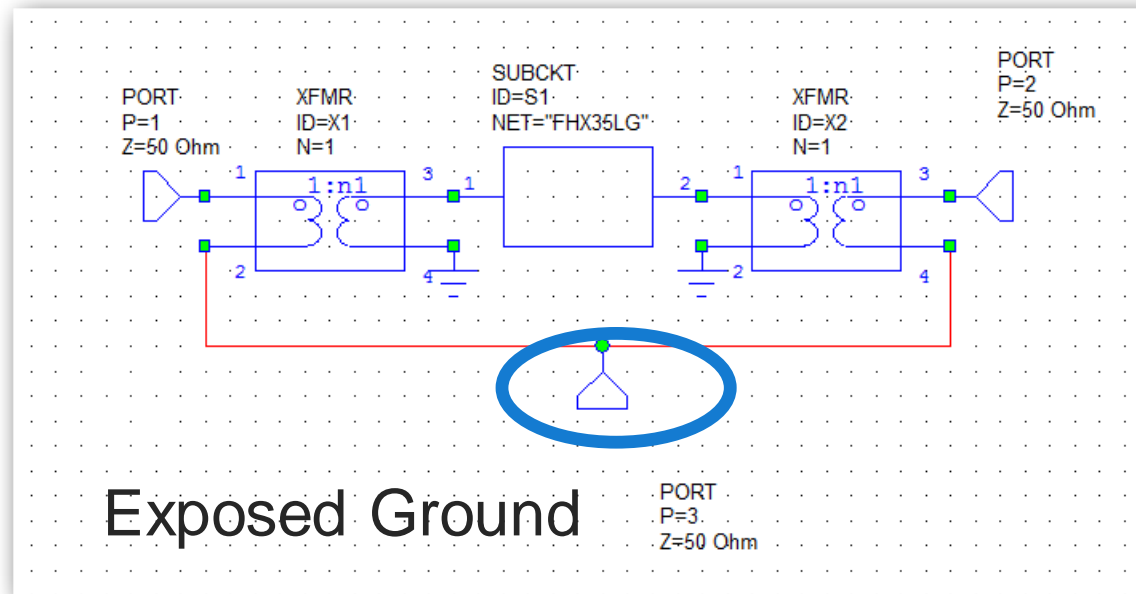 PORT
P=1
Z=50 Ohm
XFMR
ID=X1
N=1
SUBCKT
ID=S1
NET="FHX35LG"
XFMR
ID=X2
N=1
PORT
P=2
Z=50 Ohm
1
1:n1
3
1
2
1
1:n1
3
2
4
2
4
Exposed Ground
PORT
P=3
Z=50 Ohm